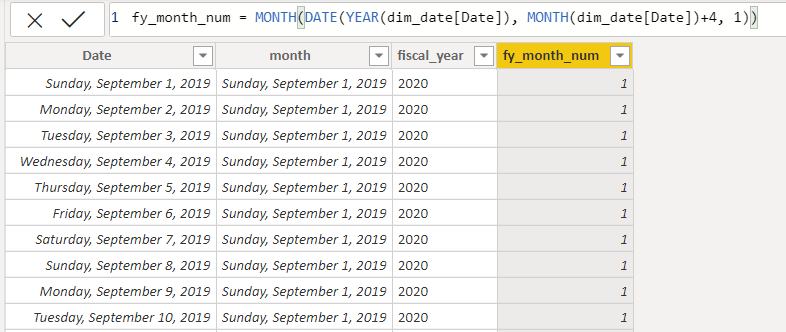 1 fy_month_num = MONTH(DATE(YEAR(dim_date[Date]), MONTH(dim_date[Date])+4, 1))
Date month fiscal_year fy_month_num
Sunday, September 1, 2019 Sunday, September 1, 2019 2020 1
Monday, September 2, 2019 Sunday, September 1, 2019 2020 1
Tuesday, September 3, 2019 Sunday, September 1, 2019 2020 1
Wednesday, September 4, 2019 Sunday, September 1, 2019 2020 1
Thursday, September 5, 2019 Sunday, September 1, 2019 2020 1
Friday, September 6, 2019 Sunday, September 1, 2019 2020 1
Saturday, September 7, 2019 Sunday, September 1, 2019 2020 1
Sunday, September 8, 2019 Sunday, September 1, 2019 2020 1
Monday, September 9, 2019 Sunday, September 1, 2019 2020 1
Tuesday, September 10, 2019 Sunday, September 1, 2019 2020 1